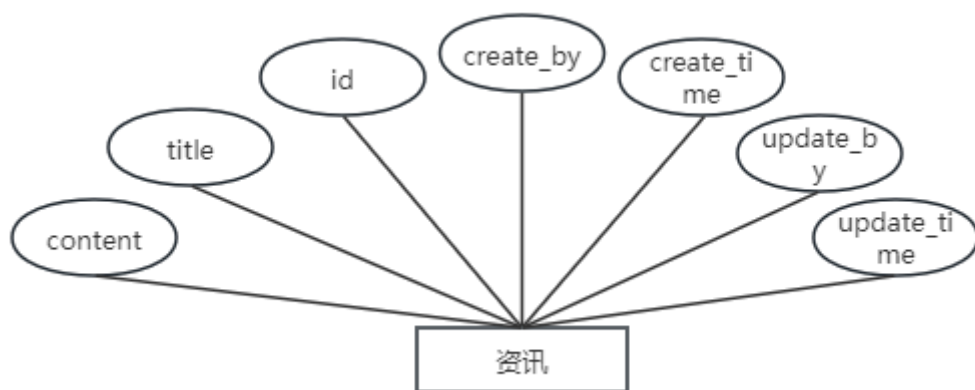 create_by
id
create_ti
me
title
update_b
y
content
update_ti
me
资讯